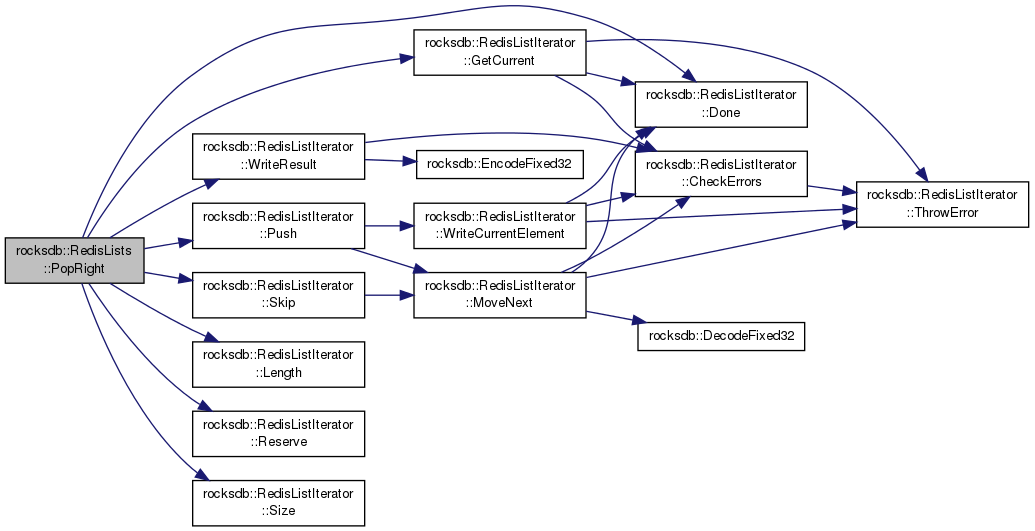 rocksdb::RedisLists
::PopRight
rocksdb::RedisListIterator
::GetCurrent
rocksdb::RedisListIterator
::Done
rocksdb::RedisListIterator
::WriteResult
rocksdb::EncodeFixed32
rocksdb::RedisListIterator
::CheckErrors
rocksdb::RedisListIterator
::ThrowError
rocksdb::RedisListIterator
::Push
rocksdb::RedisListIterator
::WriteCurrentElement
rocksdb::RedisListIterator
::Skip
rocksdb::RedisListIterator
::MoveNext
rocksdb::DecodeFixed32
rocksdb::RedisListIterator
::Length
rocksdb::RedisListIterator
::Reserve
rocksdb::RedisListIterator
::Size